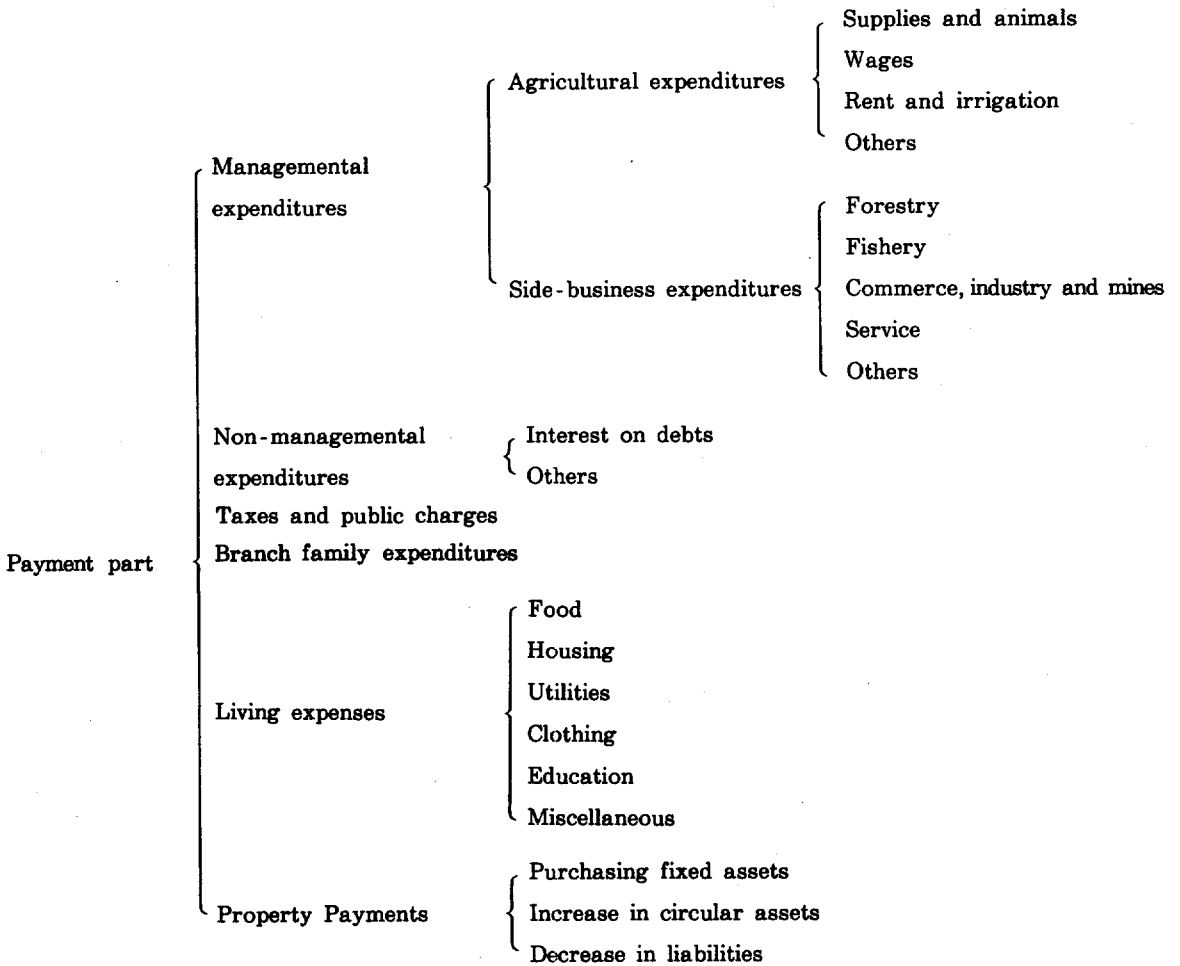 Payment part
Managemental
expenditures
Agricultural expenditures
Supplies and animals
Wages
Rent and irrigation
Others
Side-business expenditures
Forestry
Fishery
Commerce, industry and mines
Service
Others
Non-managemental
expenditures
Interest on debts
Others
Taxes and public charges
Branch family expenditures
Living expenses
Food
Housing
Utilities
Clothing
Education
Miscellaneous
Property Payments
Purchasing fixed assets
Increase in circular assets
Decrease in liabilities